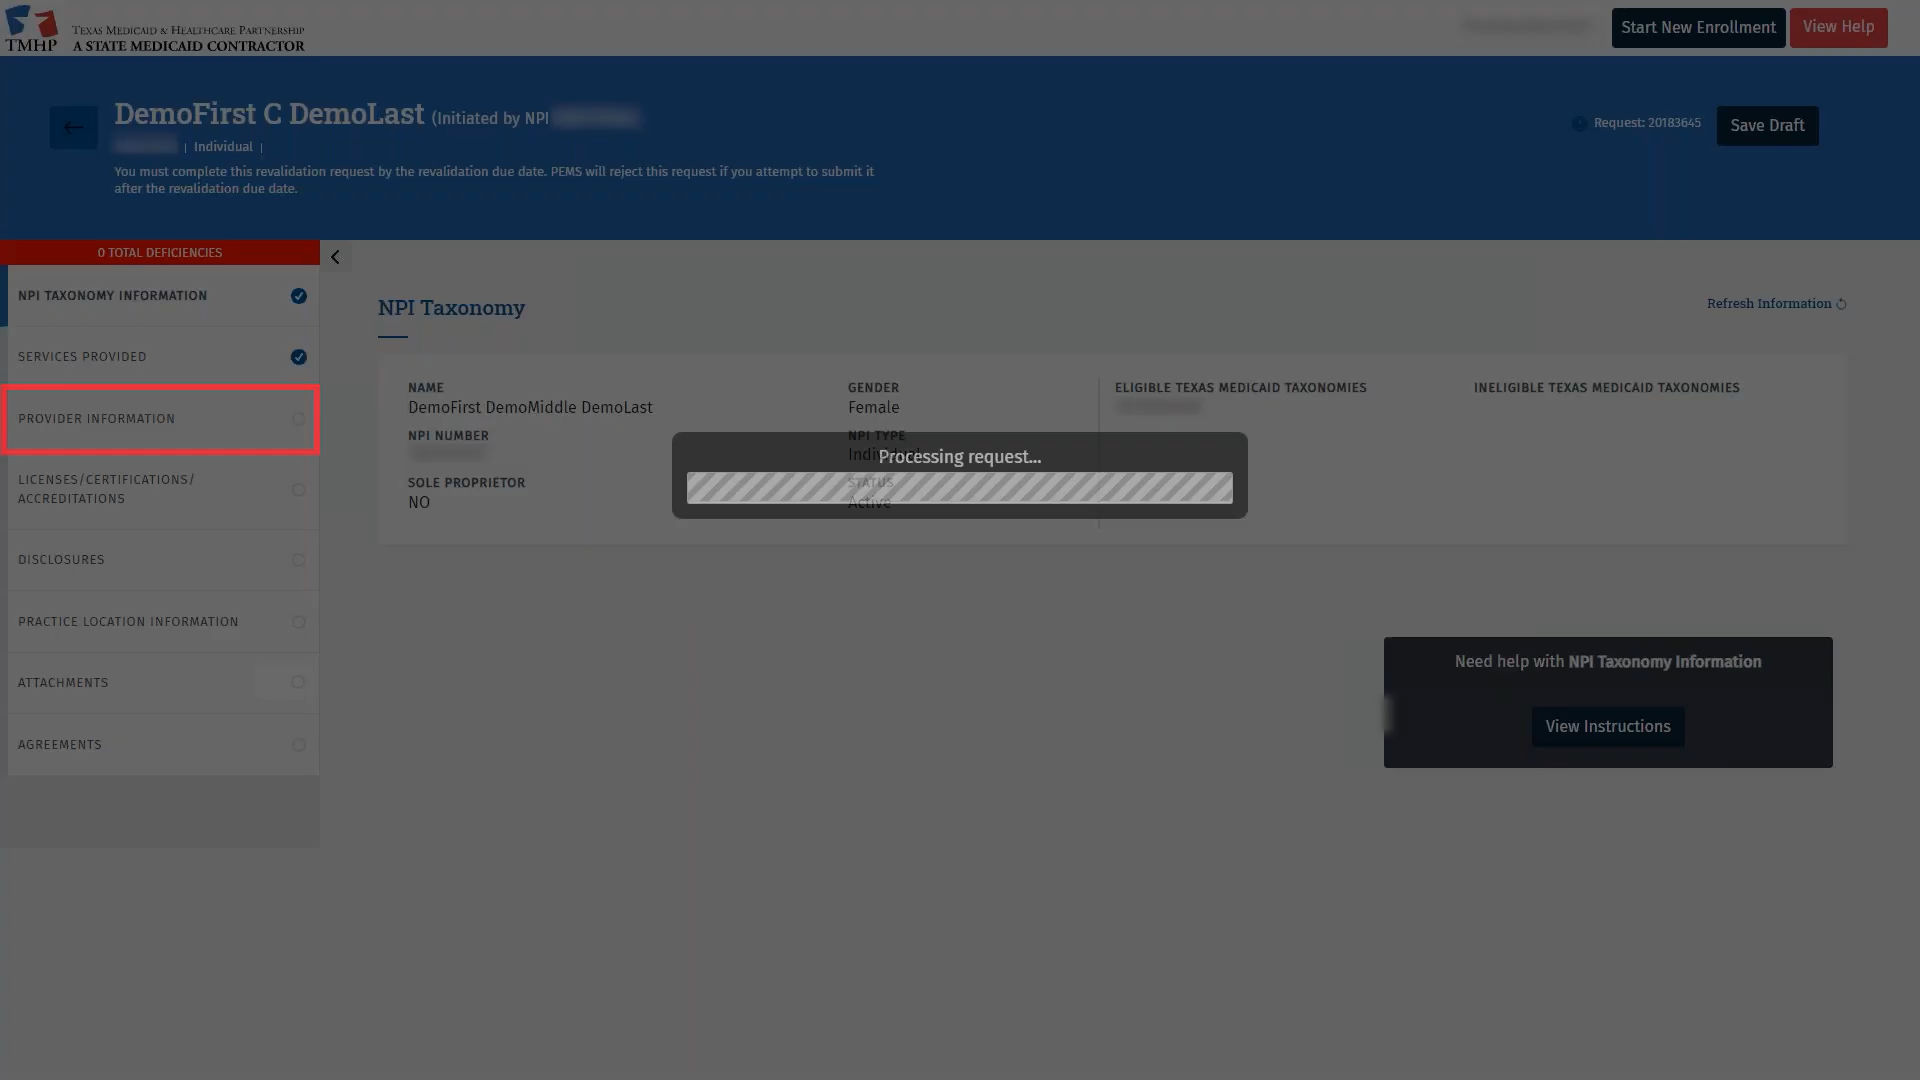 TMHP
TEXAS MEDICAID & HEALTHCARE PARTNERSHIP
A STATE MEDICAID CONTRACTOR
Start New Enrollment
View Help
DemoFirst C DemoLast (Initiated by NPI
| Individual |
You must complete this revalidation request by the revalidation due date. PEMS will reject this request if you attempt to submit it
after the revalidation due date.
Request: 20183645
Save Draft
0 TOTAL DEFICIENCIES
NPI TAXONOMY INFORMATION
SERVICES PROVIDED
PROVIDER INFORMATION
LICENSES/CERTIFICATIONS/
ACCREDITATIONS
DISCLOSURES
PRACTICE LOCATION INFORMATION
ATTACHMENTS
AGREEMENTS
NPI Taxonomy
Refresh Information
NAME
DemoFirst DemoMiddle DemoLast
NPI NUMBER
SOLE PROPRIETOR
NO
GENDER
Female
NPI TYPE
Individual
STATUS
Active
ELIGIBLE TEXAS MEDICAID TAXONOMIES
INELIGIBLE TEXAS MEDICAID TAXONOMIES
Processing request...
Need help with NPI Taxonomy Information
View Instructions